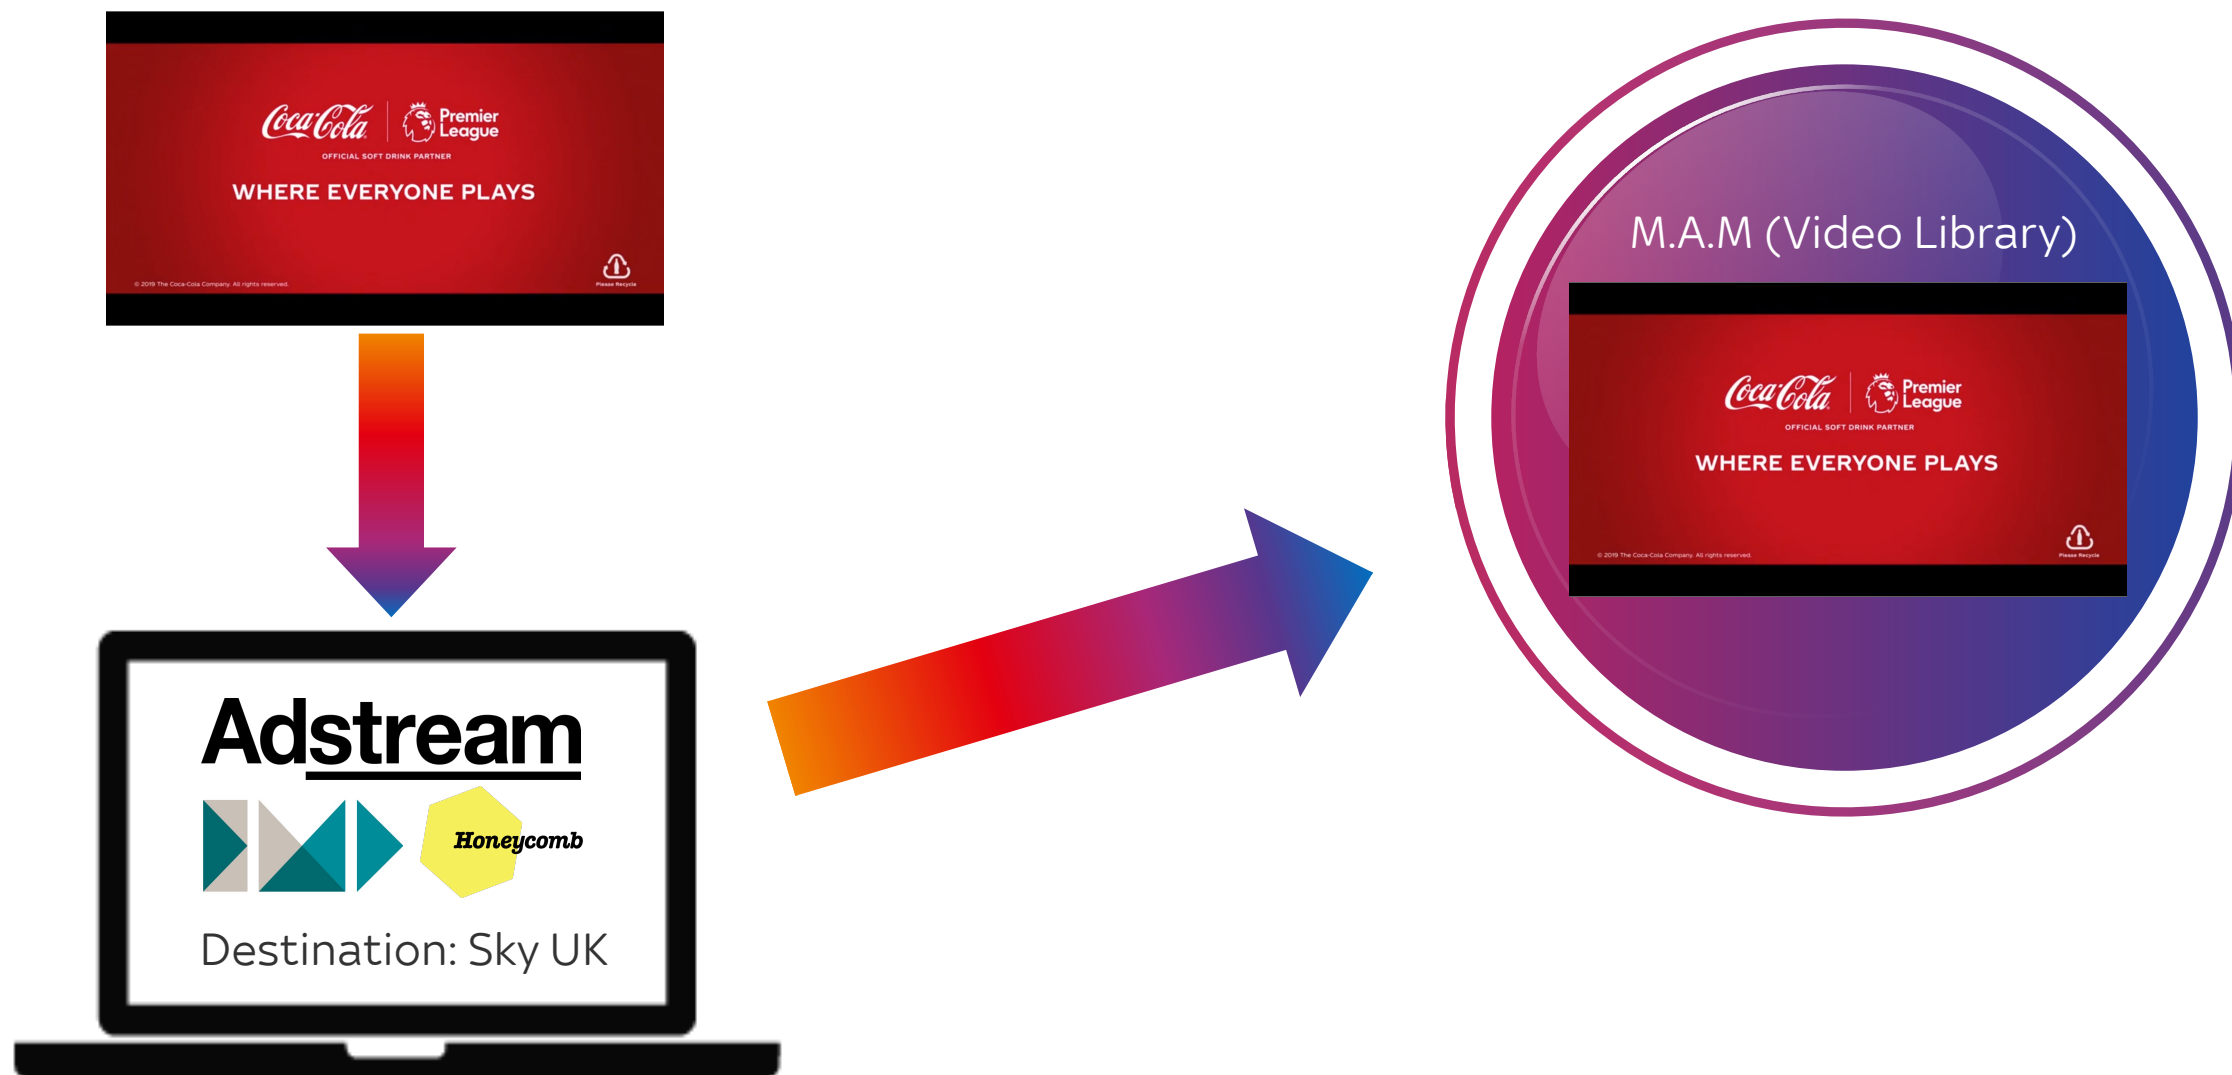 Coca-Cola
Premier
League
OFFICIAL SOFT DRINK PARTNER
WHERE EVERYONE PLAYS
© 2019 The Coca-Cola Company. All rights reserved.
Please Recycle
Adstream
Honeycomb
Destination: Sky UK
M.A.M (Video Library)
Coca-Cola
Premier
League
OFFICIAL SOFT DRINK PARTNER
WHERE EVERYONE PLAYS
© 2019 The Coca-Cola Company. All rights reserved.
Please Recycle